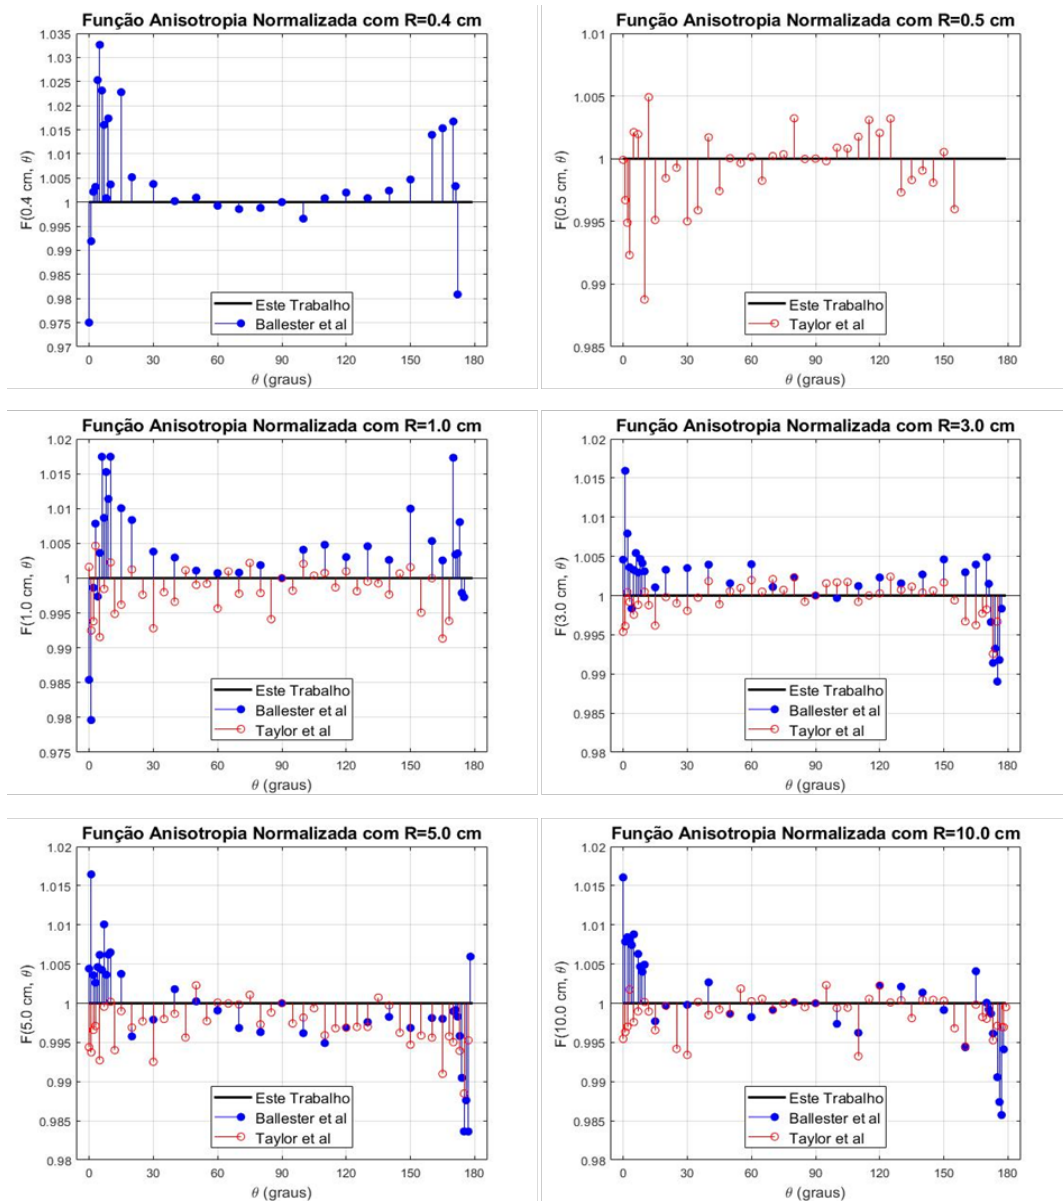 Função Anisotropia Normalizada com R=0.4 cm
1.035
1.03
1.025
1.02
1.015
1.01
1.005
1
0.995
0.99
0.985
0.98
0.975
0.97
F(0.4 cm, θ)
Este Trabalho
Ballester et al
0 30 60 90 120 150 180
θ (graus)
Função Anisotropia Normalizada com R=0.5 cm
1.01
1.005
1
0.995
0.99
0.985
F(0.5 cm, θ)
Este Trabalho
Taylor et al
0 30 60 90 120 150 180
θ (graus)
Função Anisotropia Normalizada com R=1.0 cm
1.02
1.015
1.01
1.005
1
0.995
0.99
0.985
0.98
0.975
F(1.0 cm, θ)
Este Trabalho
Ballester et al
Taylor et al
0 30 60 90 120 150 180
θ (graus)
Função Anisotropia Normalizada com R=3.0 cm
1.02
1.015
1.01
1.005
1
0.995
0.99
0.985
0.98
F(3.0 cm, θ)
Este Trabalho
Ballester et al
Taylor et al
0 30 60 90 120 150 180
θ (graus)
Função Anisotropia Normalizada com R=5.0 cm
1.02
1.015
1.01
1.005
1
0.995
0.99
0.985
0.98
F(5.0 cm, θ)
Este Trabalho
Ballester et al
Taylor et al
0 30 60 90 120 150 180
θ (graus)
Função Anisotropia Normalizada com R=10.0 cm
1.02
1.015
1.01
1.005
1
0.995
0.99
0.985
0.98
F(10.0 cm, θ)
Este Trabalho
Ballester et al
Taylor et al
0 30 60 90 120 150 180
θ (graus)